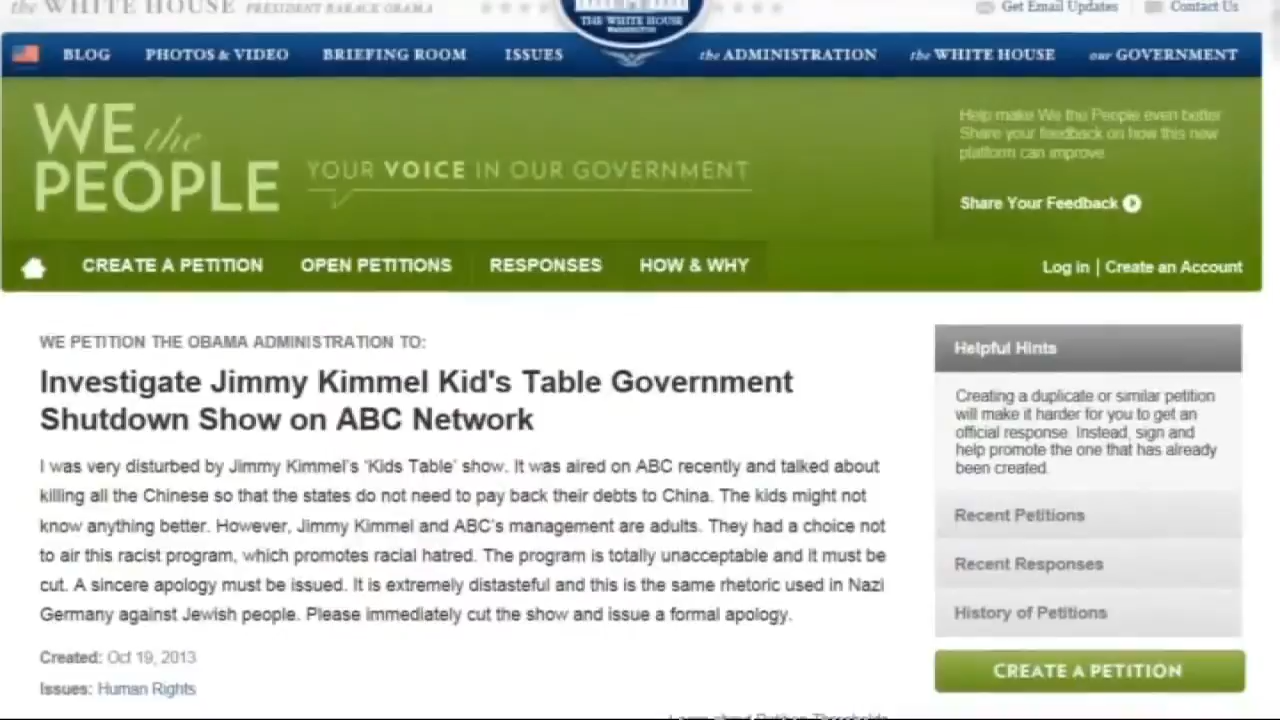 the WHITE HOUSE PRESIDENT BARACK OBAMA
Get Email Updates
Contact Us
THE WHITE HOUSE
WASHINGTON
BLOG PHOTOS & VIDEO BRIEFING ROOM ISSUES the ADMINISTRATION the WHITE HOUSE our GOVERNMENT
WE the
PEOPLE
YOUR VOICE IN OUR GOVERNMENT
Help make We the People even better
Share your feedback on how this new
platform can improve
Share Your Feedback
CREATE A PETITION OPEN PETITIONS RESPONSES HOW & WHY
Log in | Create an Account
WE PETITION THE OBAMA ADMINISTRATION TO:
Investigate Jimmy Kimmel Kid's Table Government
Shutdown Show on ABC Network
I was very disturbed by Jimmy Kimmel's 'Kids Table' show. It was aired on ABC recently and talked about
killing all the Chinese so that the states do not need to pay back their debts to China. The kids might not
know anything better. However, Jimmy Kimmel and ABC's management are adults. They had a choice not
to air this racist program, which promotes racial hatred. The program is totally unacceptable and it must be
cut. A sincere apology must be issued. It is extremely distasteful and this is the same rhetoric used in Nazi
Germany against Jewish people. Please immediately cut the show and issue a formal apology.
Created: Oct 19, 2013
Issues: Human Rights
Helpful Hints
Creating a duplicate or similar petition
will make it harder for you to get an
official response. Instead, sign and
help promote the one that has already
been created.
Recent Petitions
Recent Responses
History of Petitions
CREATE A PETITION